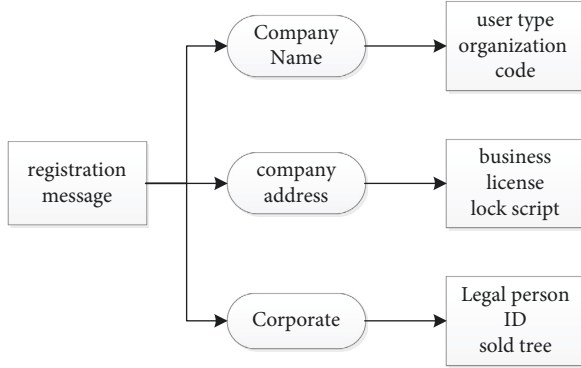 registration
message
Company
Name
user type
organization
code
company
address
business
license
lock script
Corporate
Legal person
ID
sold tree